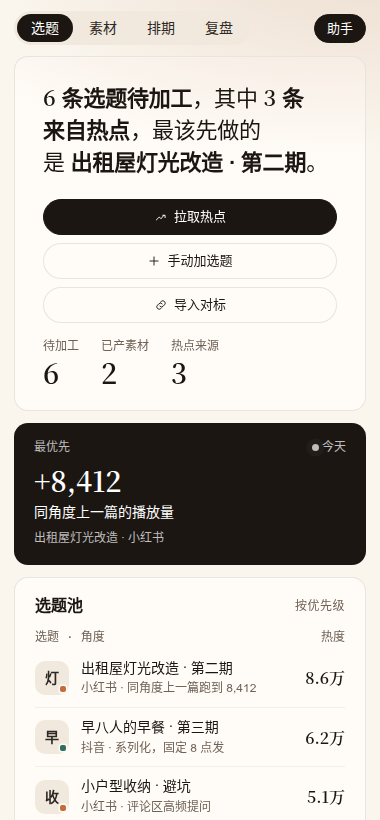 选题 素材 排期 复盘 助手
6 条选题待加工，其中 3 条
来自热点，最该先做的
是 出租屋灯光改造 · 第二期。
拉取热点
手动加选题
导入对标
待加工 已产素材 热点来源
6 2 3
最优先 今天
+8,412
同角度上一篇的播放量
出租屋灯光改造 · 小红书
选题池 按优先级
选题 · 角度 热度
灯 出租屋灯光改造 · 第二期 8.6万
小红书 · 同角度上一篇跑到 8,412
早 早八人的早餐 · 第三期 6.2万
抖音 · 系列化，固定 8 点发
收 小户型收纳 · 避坑 5.1万
小红书 · 评论区高频提问